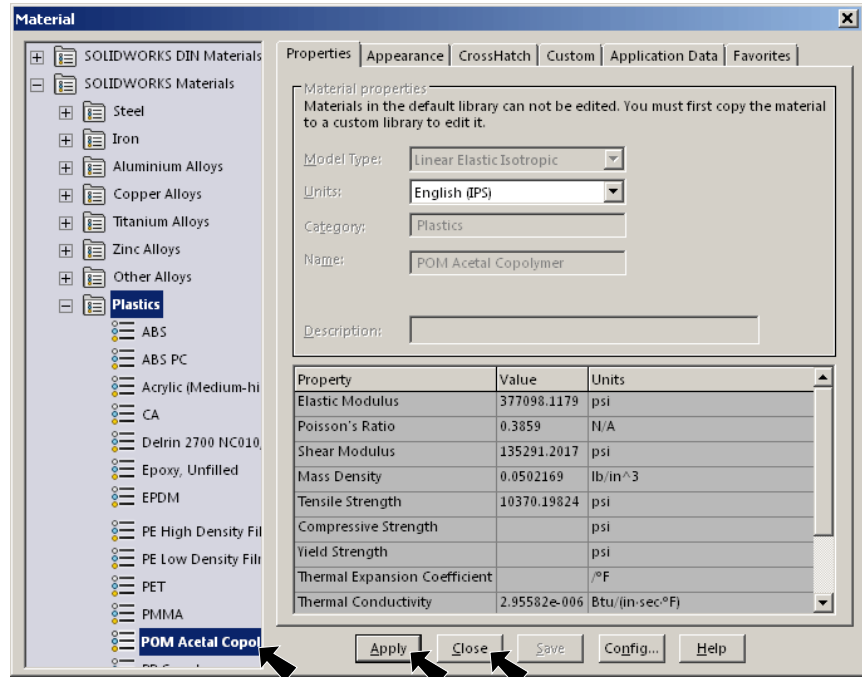 Material
SOLIDWORKS DIN Materials
SOLIDWORKS Materials
Steel
Iron
Aluminium Alloys
Copper Alloys
Titanium Alloys
Zinc Alloys
Other Alloys
Plastics
ABS
ABS PC
Acrylic (Medium-hi
CA
Delrin 2700 NC010,
Epoxy, Unfilled
EPDM
PE High Density Fil
PE Low Density Film
PET
PMMA
POM Acetal Copol
Properties Appearance CrossHatch Custom Application Data Favorites
Material properties
Materials in the default library can not be edited. You must first copy the material
to a custom library to edit it.
Model Type: Linear Elastic Isotropic
Units: English (IPS)
Category: Plastics
Name: POM Acetal Copolymer
Description:
Property Value Units
Elastic Modulus 377098.1179 psi
Poisson's Ratio 0.3859 N/A
Shear Modulus 135291.2017 psi
Mass Density 0.0502169 lb/in^3
Tensile Strength 10370.19824 psi
Compressive Strength psi
Yield Strength psi
Thermal Expansion Coefficient /°F
Thermal Conductivity 2.95582e-006 Btu/(in·sec·°F)
Apply Close Save Config... Help